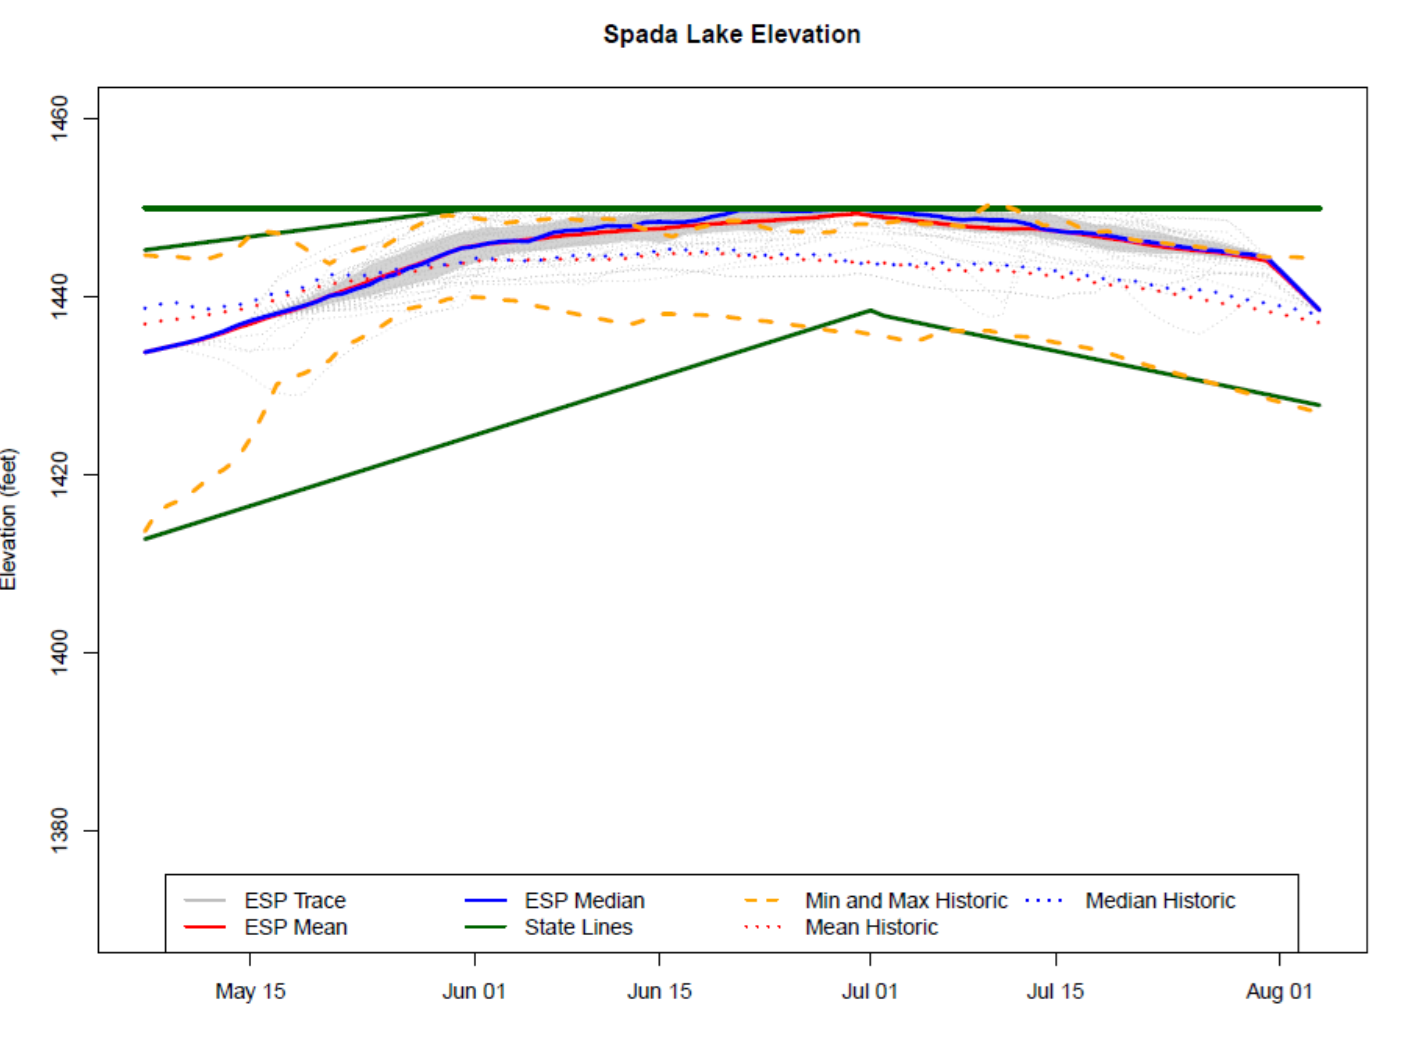 Spada Lake Elevation
Elevation (feet)
1460
1440
1420
1400
1380
ESP Trace ESP Median Min and Max Historic Median Historic
ESP Mean State Lines Mean Historic
May 15 Jun 01 Jun 15 Jul 01 Jul 15 Aug 01